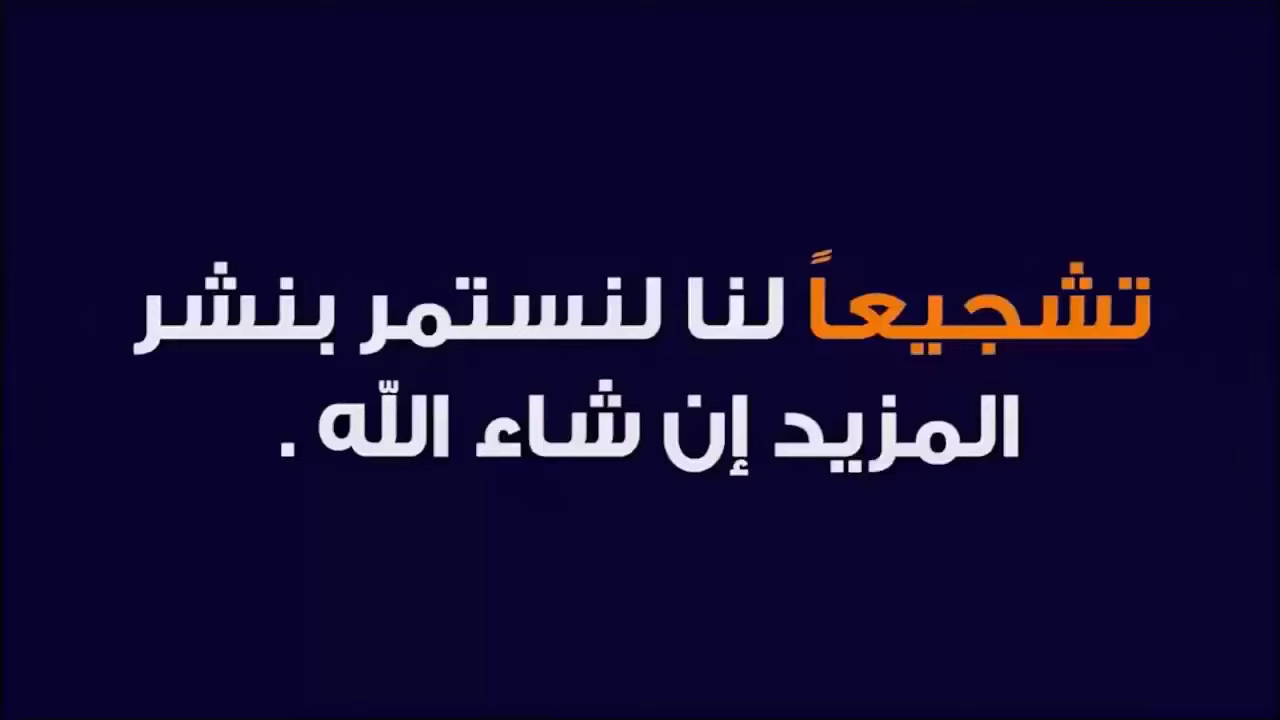 تشجيعاً لنا لنستمر بنشر
المزيد إن شاء اللّه .